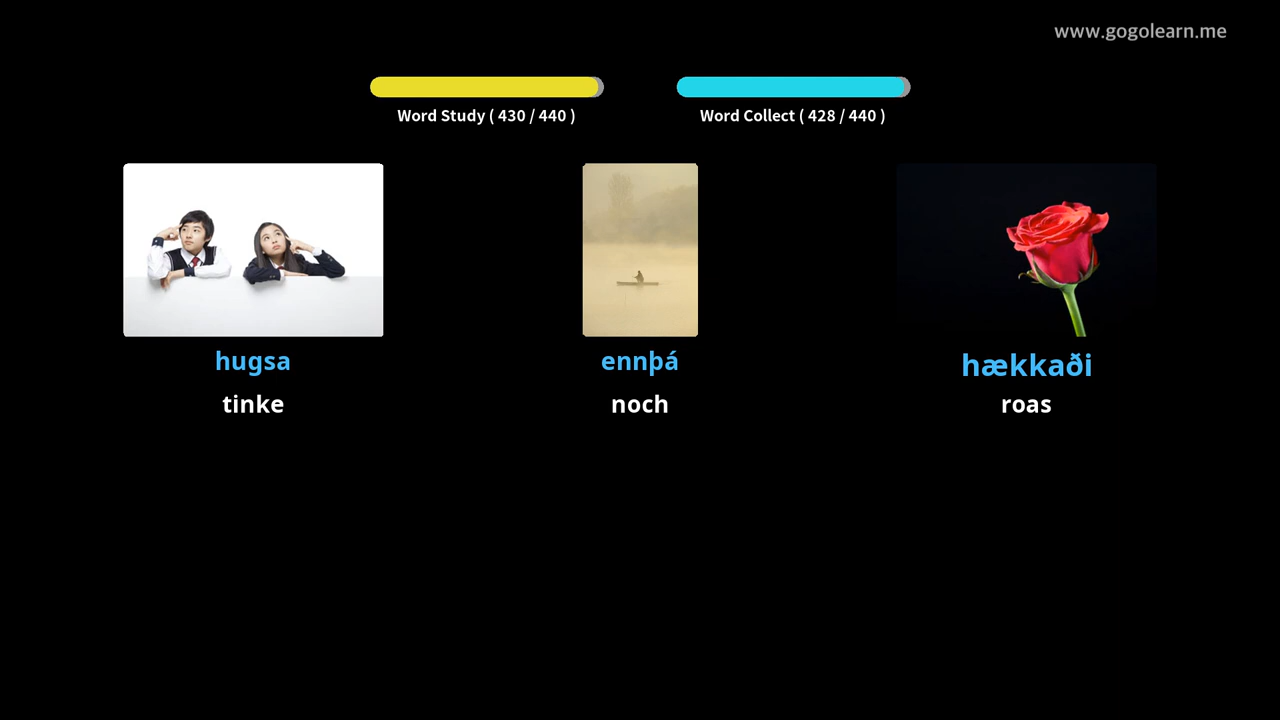 www.gogolearn.me
Word Study ( 430 / 440 )
Word Collect ( 428 / 440 )
hugsa
tinke
ennþá
noch
hækkaði
roas